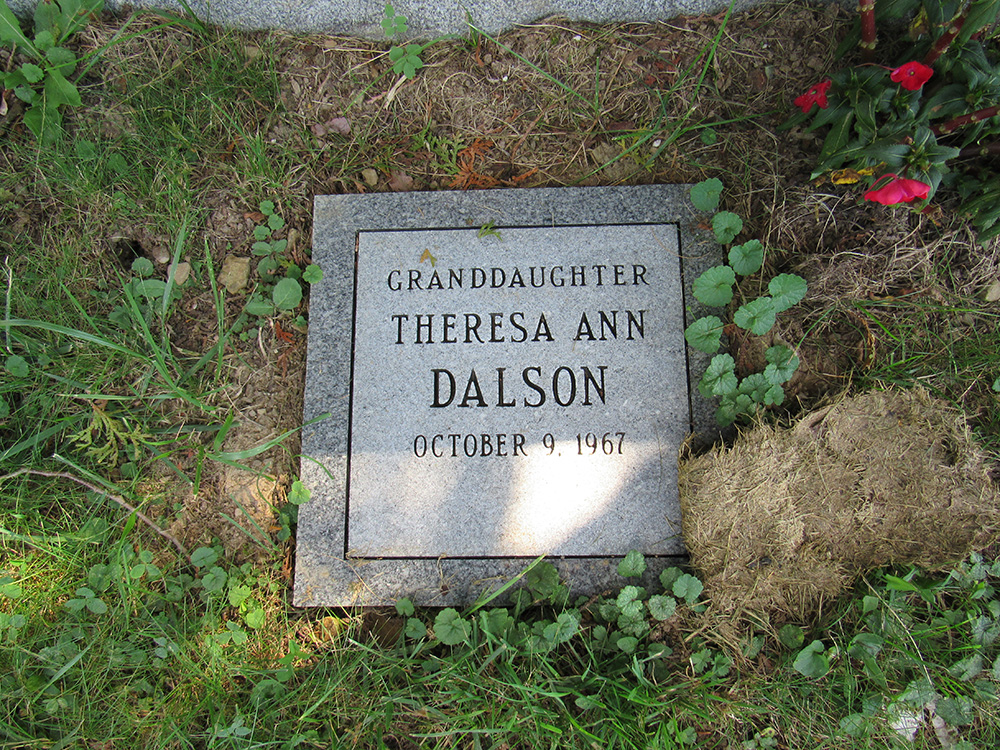 GRANDDAUGHTER
THERESA ANN
DALSON
OCTOBER 9, 1967